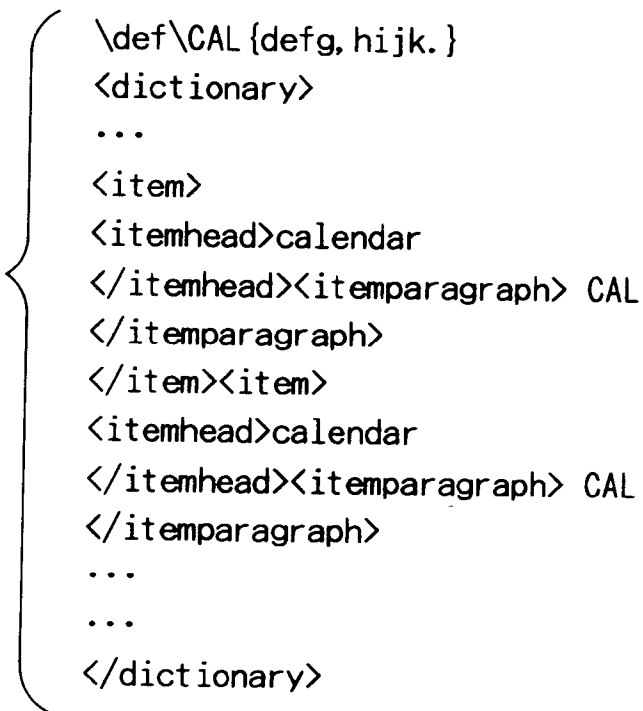 \def\CAL{defg,hijk.}
<dictionary>
...
<item>
<itemhead>calendar
</itemhead><itemparagraph> CAL
</itemparagraph>
</item><item>
<itemhead>calendar
</itemhead><itemparagraph> CAL
</itemparagraph>
...
...
</dictionary>